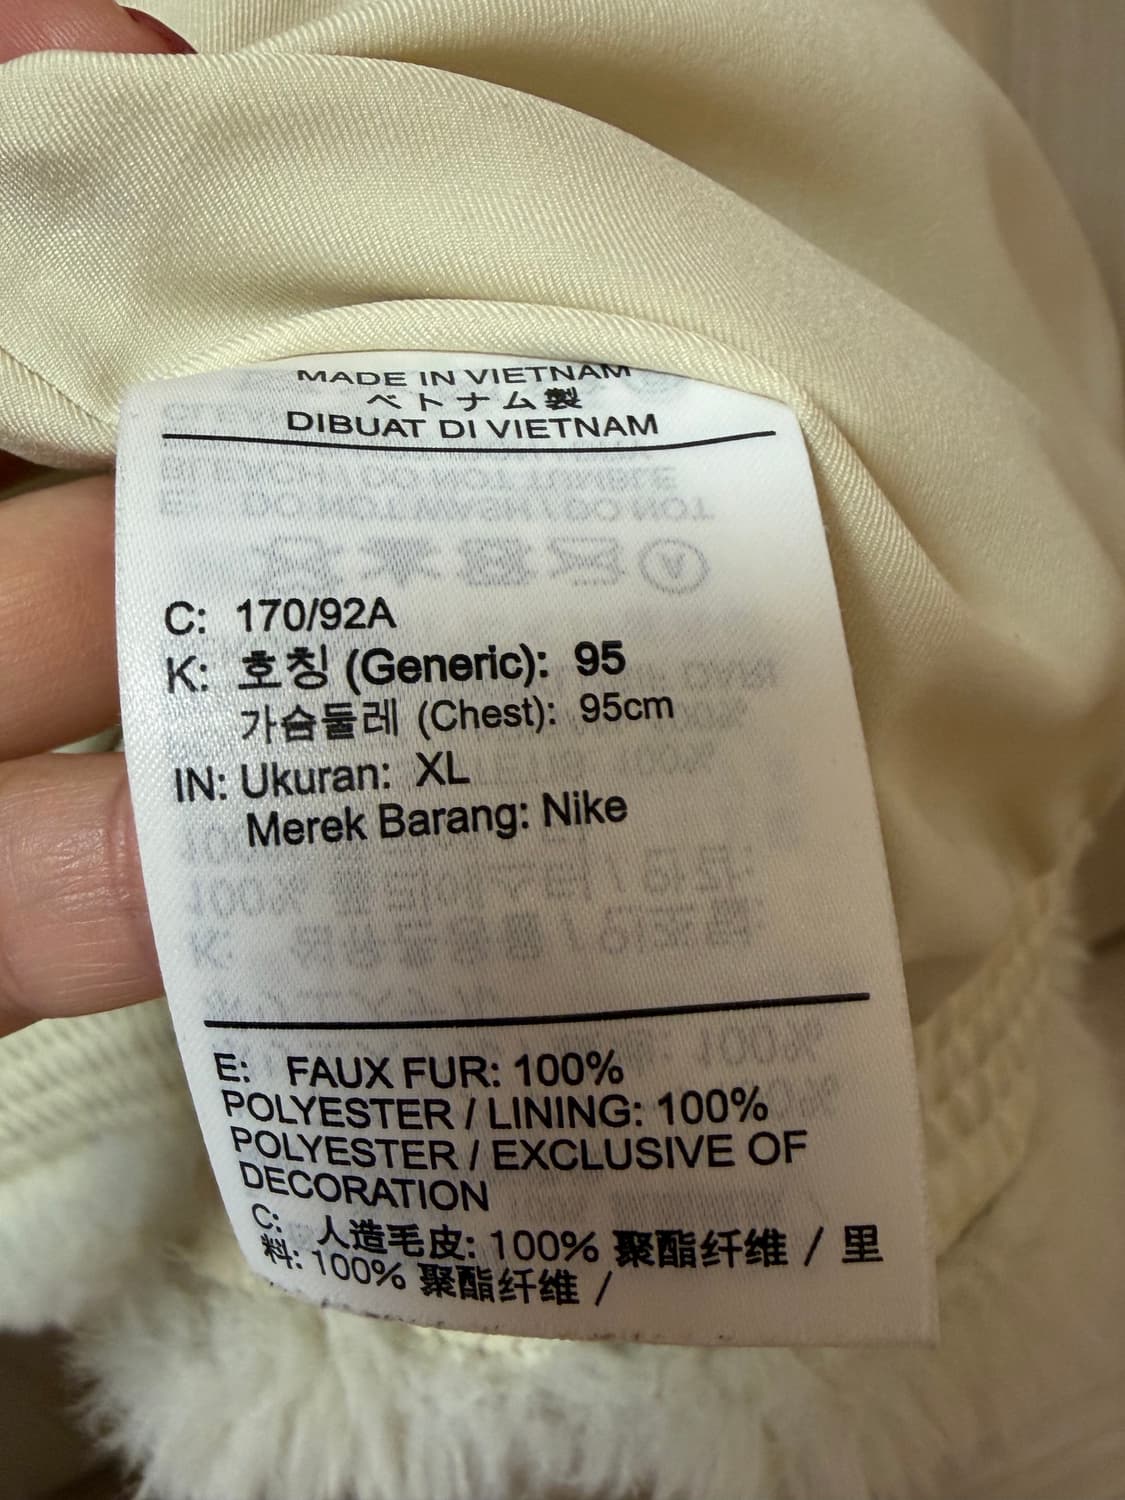 MADE IN VIETNAM
ベトナム製
DIBUAT DI VIETNAM
C: 170/92A
K: 호칭 (Generic): 95
가슴둘레 (Chest): 95cm
IN: Ukuran: XL
Merek Barang: Nike
E: FAUX FUR: 100%
POLYESTER / LINING: 100%
POLYESTER / EXCLUSIVE OF
DECORATION
C: 人造毛皮: 100% 聚酯纤维 / 里
料: 100% 聚酯纤维 /